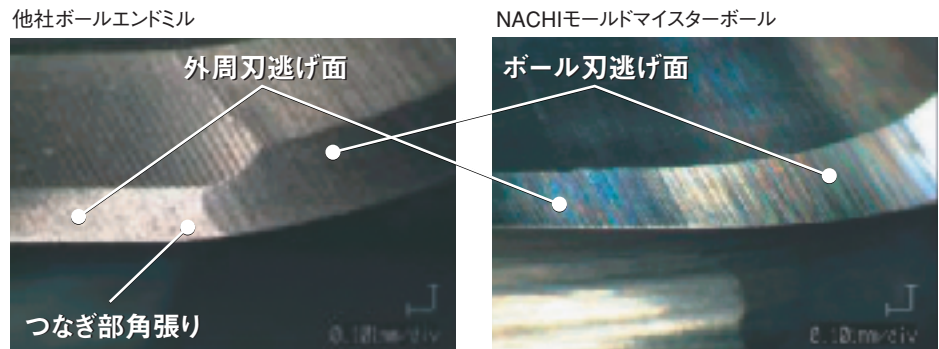 他社ボールエンドミル
NACHIモールドマイスターボール
外周刃逃げ面
ボール刃逃げ面
つなぎ部角張り
0.10mm/div
0.10mm/div